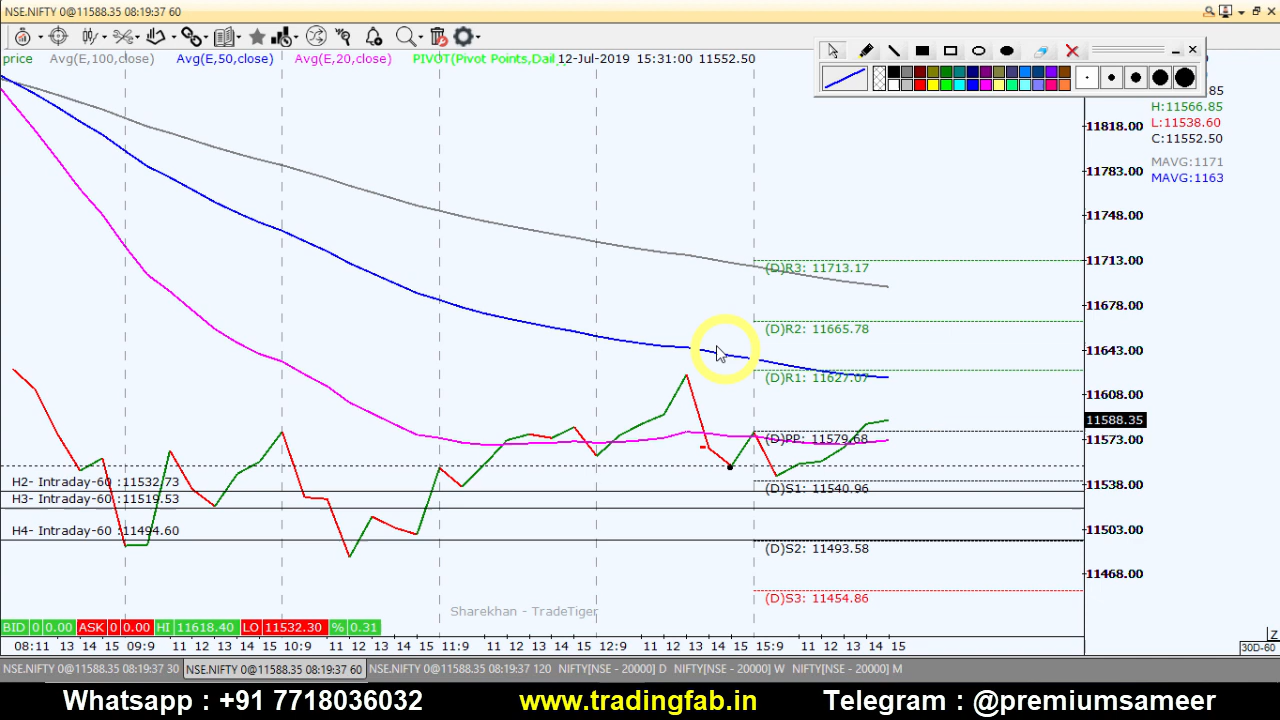 NSE.NIFTY 0@11588.35 08:19:37 60
price Avg(E,100,close) Avg(E,50,close) Avg(E,20,close) PIVOT(Pivot Points,Dail 12-Jul-2019 15:31:00 11552.50
85
H:11566.85
L:11538.60
C:11552.50
MAVG:1171
MAVG:1163
11818.00
11783.00
11748.00
11713.00
11678.00
11643.00
11608.00
11588.35
11573.00
11538.00
11503.00
11468.00
(D)R3: 11713.17
(D)R2: 11665.78
(D)R1: 11627.07
(D)PP: 11579.68
(D)S1: 11540.96
(D)S2: 11493.58
(D)S3: 11454.86
H2- Intraday-60 :11532.73
H3- Intraday-60 :11519.53
H4- Intraday-60 :11494.60
Sharekhan - TradeTiger
BID 0 0.00 ASK 0 0.00 HI 11618.40 LO 11532.30 % 0.31
08:11 13 14 15 09:9 11 12 13 14 15 10:9 11 12 13 14 15 11:9 11 12 13 14 15 12:9 11 12 13 14 15 15:9 11 12 13 14 15
Z
30D-60
NSE.NIFTY 0@11588.35 08:19:37 30 NSE.NIFTY 0@11588.35 08:19:37 60 NSE.NIFTY 0@11588.35 08:19:37 120 NIFTY[NSE - 20000] D NIFTY[NSE - 20000] W NIFTY[NSE - 20000] M
Whatsapp : +91 7718036032 www.tradingfab.in Telegram : @premiumsameer